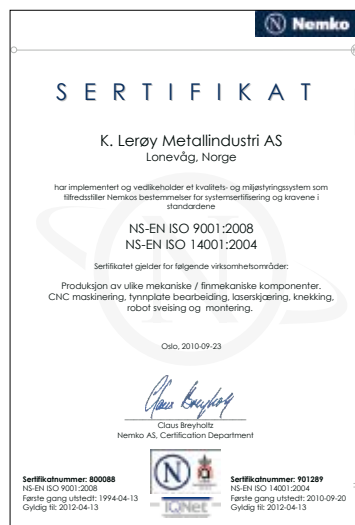 Nemko
SERTIFIKAT
K. Lerøy Metallindustri AS
Lonevåg, Norge
har implementert og vedlikeholder et kvalitets- og miljøstyringssystem som
tilfredsstiller Nemkos bestemmelser for systemsertifisering og kravene i
standardene
NS-EN ISO 9001:2008
NS-EN ISO 14001:2004
Sertifikatet gjelder for følgende virksomhetsområder:
Produksjon av ulike mekaniske / finmekaniske komponenter.
CNC maskinering, tynnplate bearbeiding, laserskjæring, knekking,
robot sveising og montering.
Oslo, 2010-09-23
Claus Breyholtz
Claus Breyholtz
Nemko AS, Certification Department
Sertifikatnummer: 800088
NS-EN ISO 9001:2008
Første gang utstedt: 1994-04-13
Gyldig til: 2012-04-13
N
IQNet
Sertifikatnummer: 901289
NS-EN ISO 14001:2004
Første gang utstedt: 2010-09-20
Gyldig til: 2012-04-13